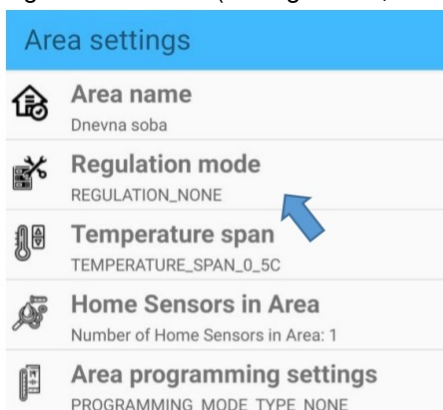 Area settings
Area name
Dnevna soba
Regulation mode
REGULATION_NONE
Temperature span
TEMPERATURE_SPAN_0_5C
Home Sensors in Area
Number of Home Sensors in Area: 1
Area programming settings
PROGRAMMING_MODE_TYPE_NONE